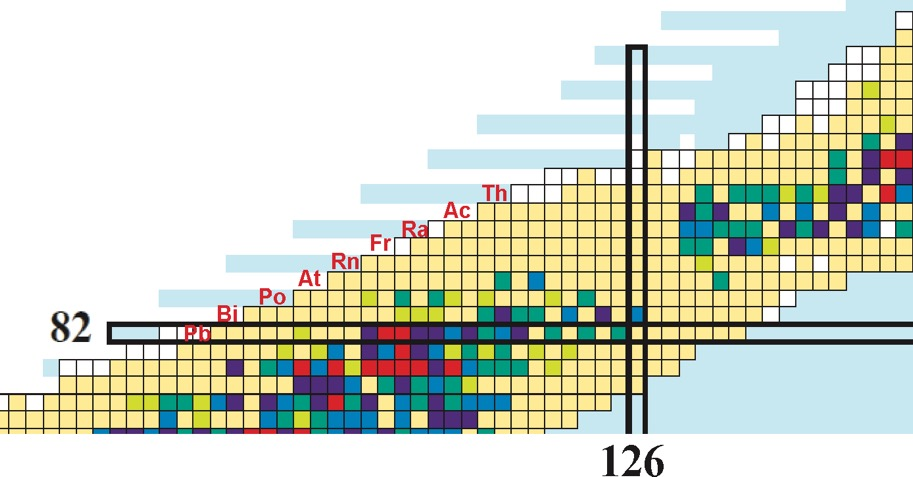 Th
Ac
Ra
Fr
Rn
At
Po
Bi
82
Pb
126